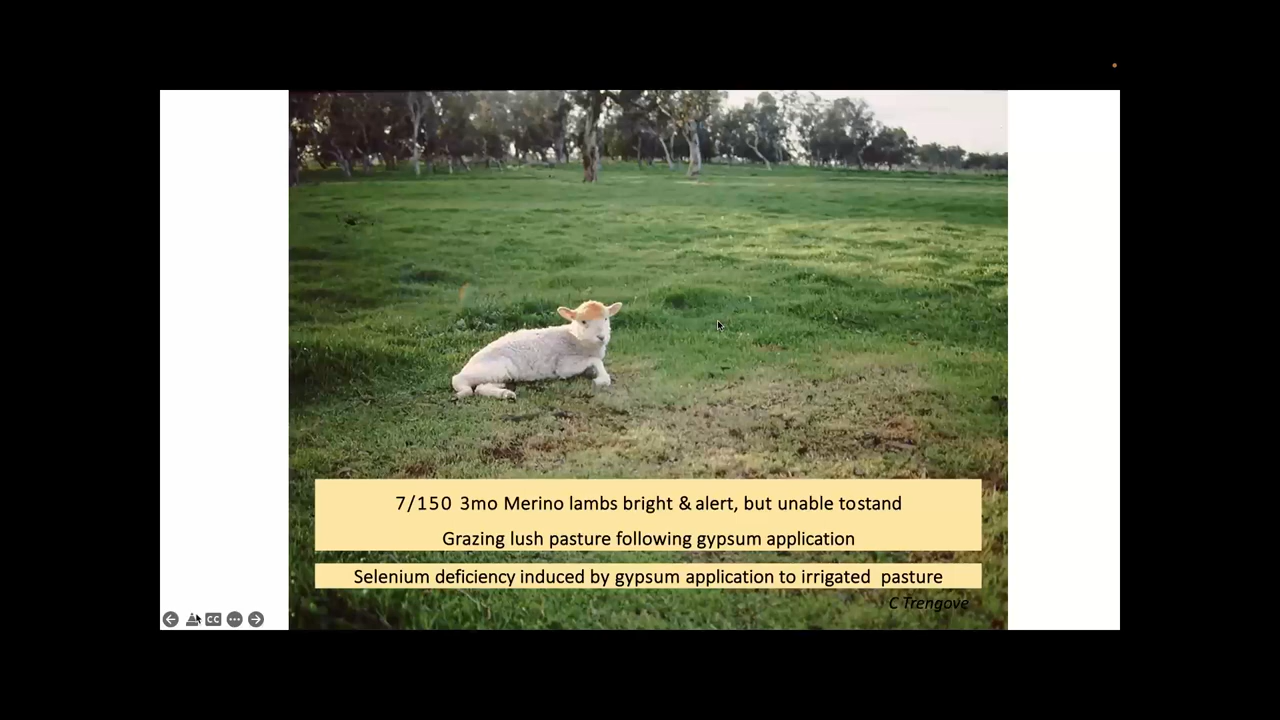 7/150 3mo Merino lambs bright & alert, but unable tostand
Grazing lush pasture following gypsum application
Selenium deficiency induced by gypsum application to irrigated pasture
C Trengove
CC